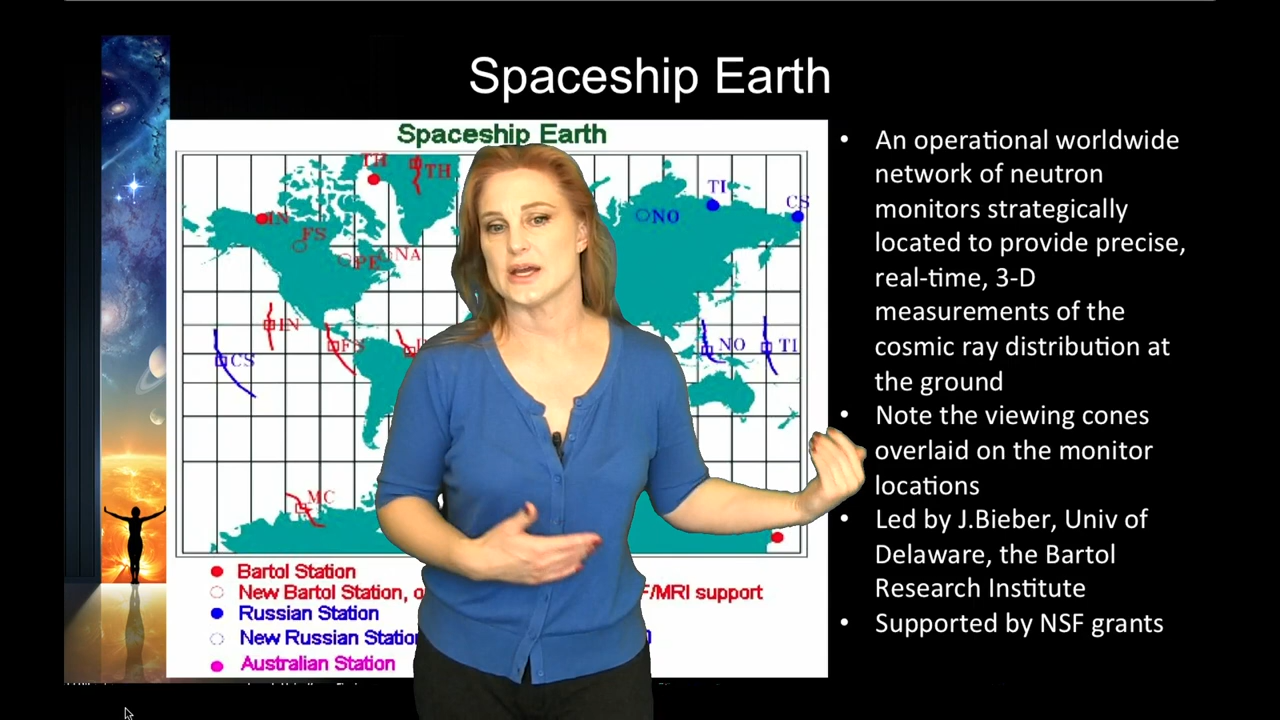 Spaceship Earth
Spaceship Earth
TH
TH
IN
FS
PE
NA
NO
TI
CS
IN
CS
NO
TI
MC
Bartol Station
New Bartol Station,
F/MRI support
Russian Station
New Russian
Australian Station
• An operational worldwide
network of neutron
monitors strategically
located to provide precise,
real-time, 3-D
measurements of the
cosmic ray distribution at
the ground
• Note the viewing cones
overlaid on the monitor
locations
• Led by J.Bieber, Univ of
Delaware, the Bartol
Research Institute
• Supported by NSF grants